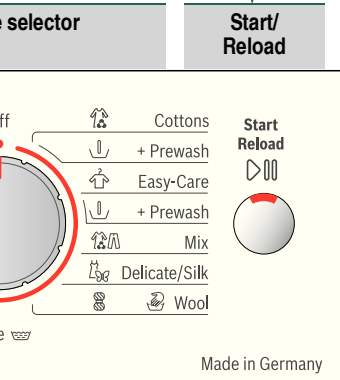 selector
Start/
Reload
Cottons
+ Prewash
Easy-Care
+ Prewash
Mix
Delicate/Silk
Wool
Start
Reload
Made in Germany